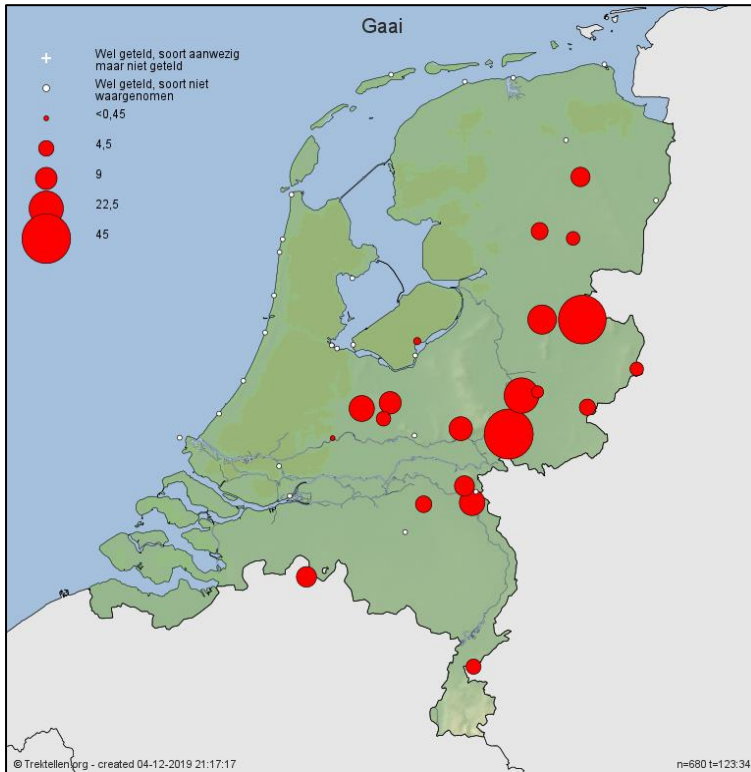 Gaai
Wel geteld, soort aanwezig
maar niet geteld
Wel geteld, soort niet
waargenomen
<0,45
4,5
9
22,5
45
© Trektellen.org - created 04-12-2019 21:17:17
n=680 t=123:34